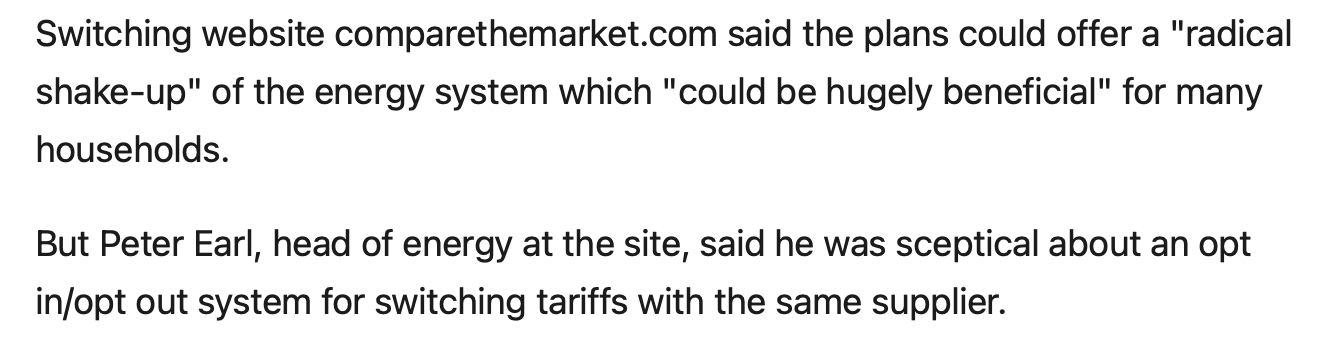 Switching website comparethemarket.com said the plans could offer a "radical
shake-up" of the energy system which "could be hugely beneficial" for many
households.
But Peter Earl, head of energy at the site, said he was sceptical about an opt
in/opt out system for switching tariffs with the same supplier.